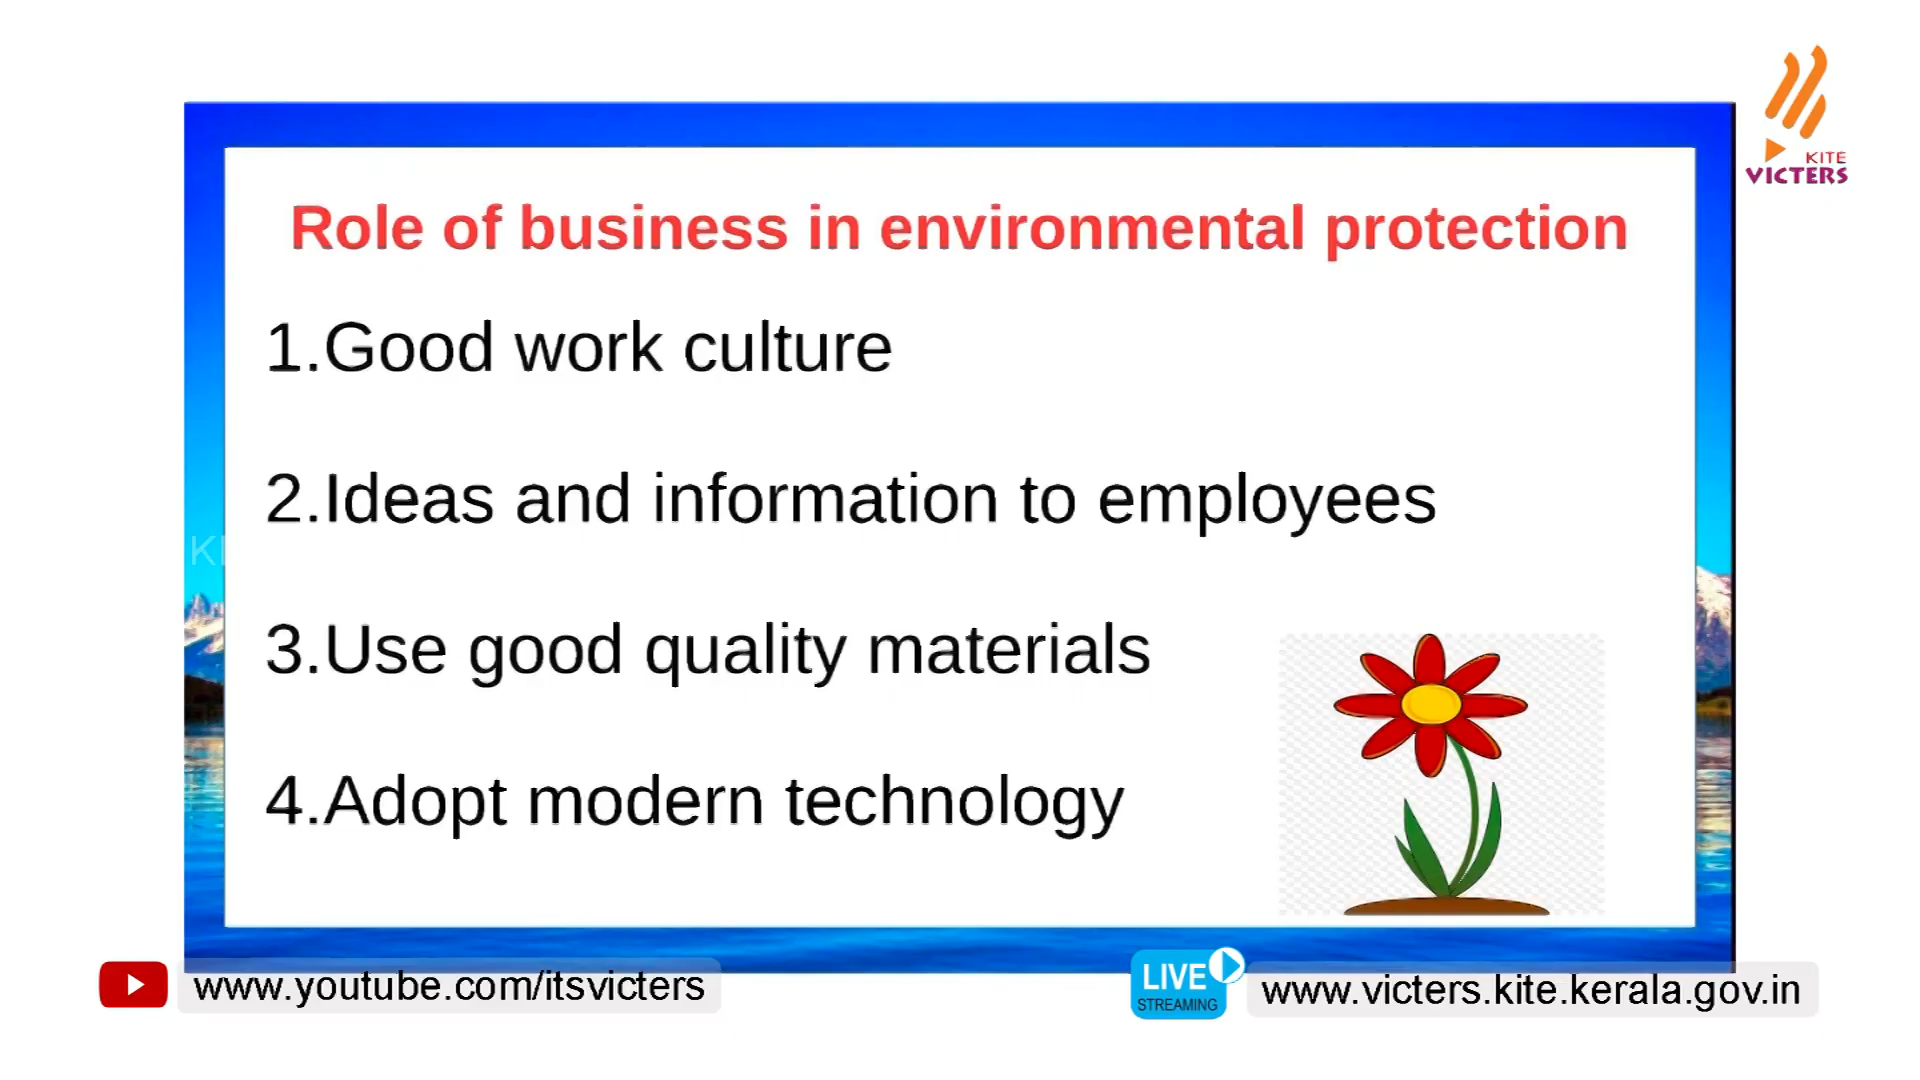 KITE
VICTERS
Role of business in environmental protection
1.Good work culture
2.Ideas and information to employees
3.Use good quality materials
4.Adopt modern technology
www.youtube.com/itsvicters
LIVE
STREAMING
www.victers.kite.kerala.gov.in